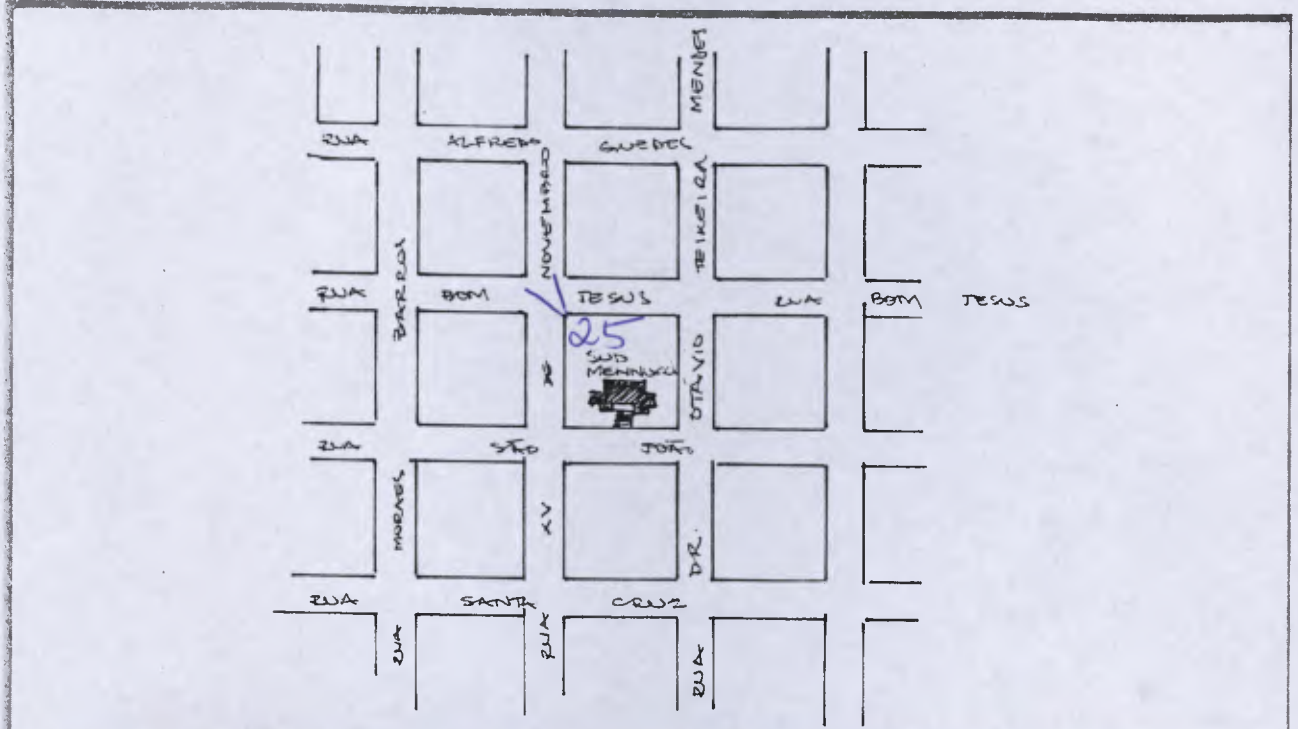 RUA ALFREDO GUEDES
RUA BOM JESUS RUA BOM JESUS
25
SUD
MENNUCCI
RUA SÃO JOÃO
RUA SANTA CRUZ
RUA MORAES BARROS
RUA XV DE NOVEMBRO
RUA DR. OTÁVIO TEIXEIRA MENDES